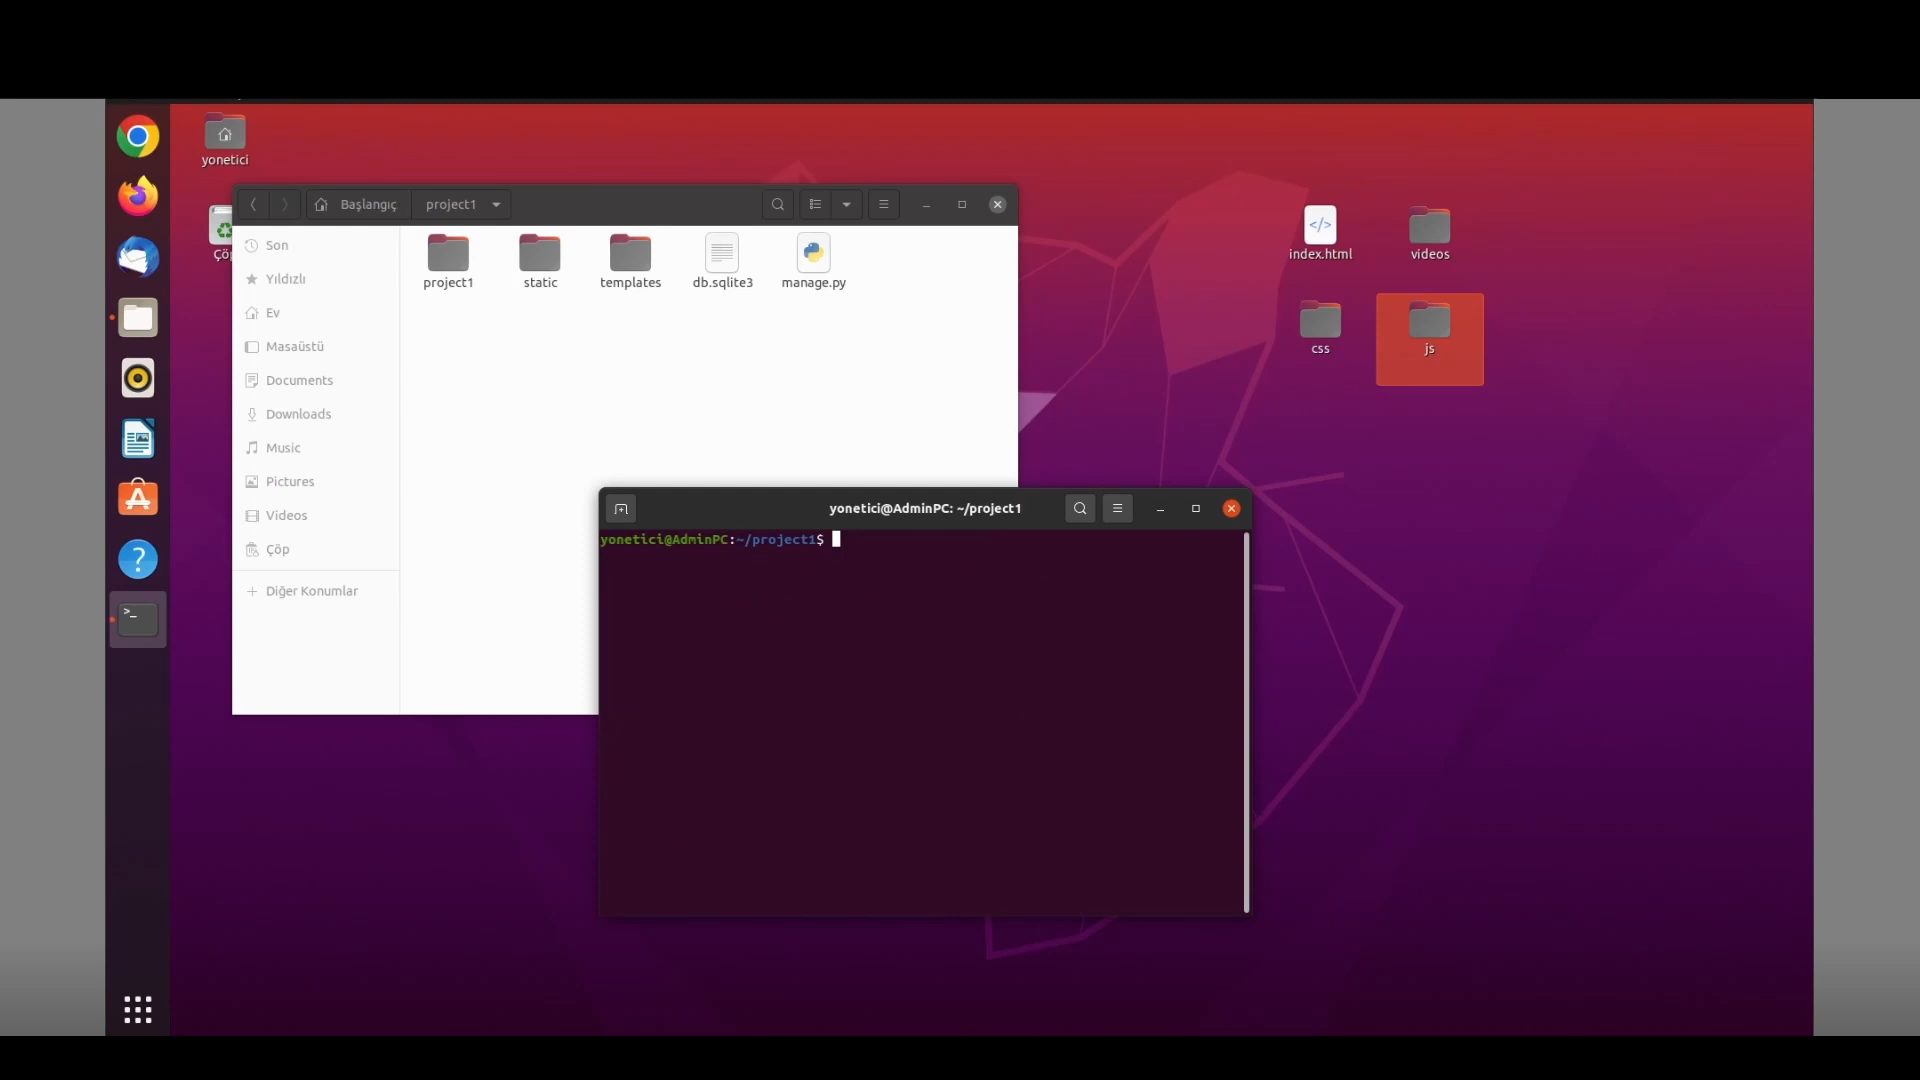 yonetici
Başlangıç
project1
Son
Yıldızlı
Ev
Masaüstü
Documents
Downloads
Music
Pictures
Videos
Çöp
Diğer Konumlar
project1
static
templates
db.sqlite3
manage.py
index.html
videos
css
js
yonetici@AdminPC: ~/project1
yonetici@AdminPC:~/project1$